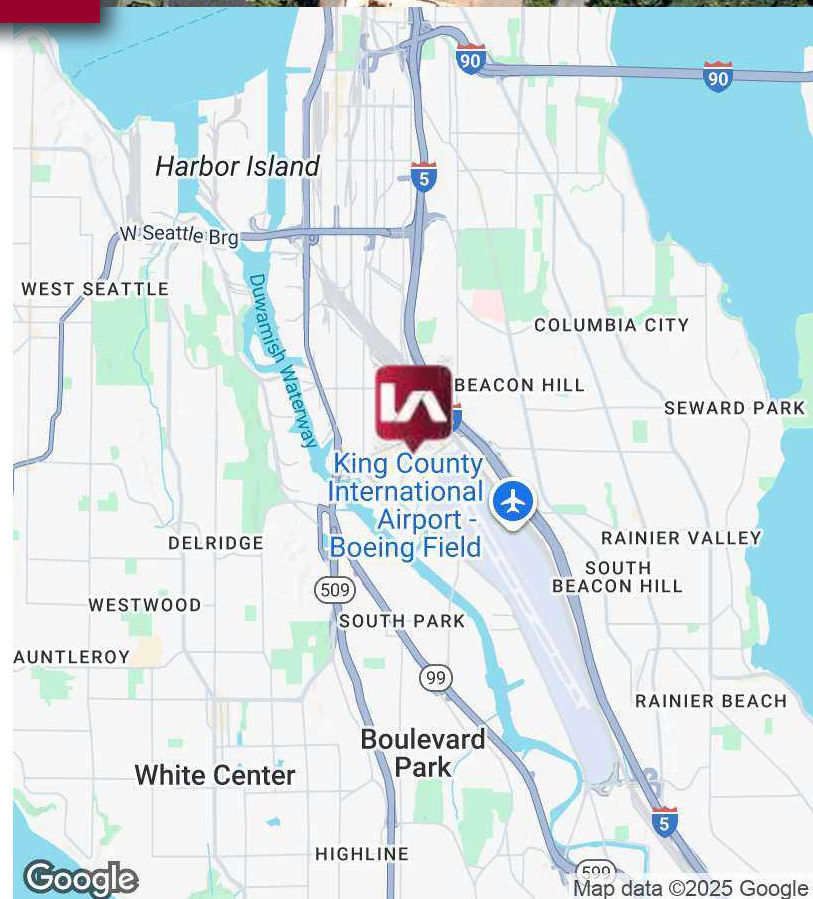 90
90
Harbor Island
5
W Seattle Brg
WEST SEATTLE
Duwamish Waterway
COLUMBIA CITY
BEACON HILL
SEWARD PARK
King County
International
Airport -
Boeing Field
DELRIDGE
RAINIER VALLEY
SOUTH
BEACON HILL
509
WESTWOOD
SOUTH PARK
AUNTLEROY
99
RAINIER BEACH
Boulevard
Park
White Center
5
HIGHLINE
599
Google
Map data ©2025 Google